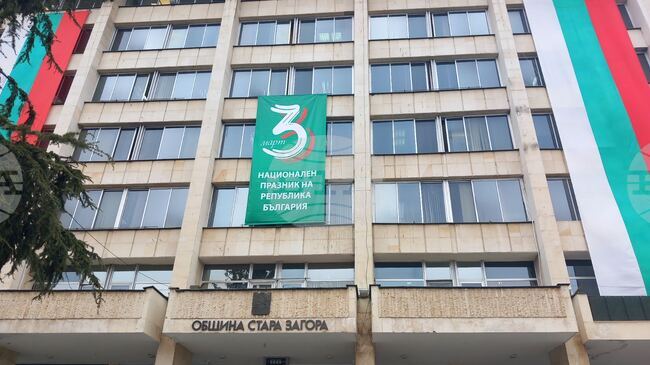 3
март
НАЦИОНАЛЕН
ПРАЗНИК НА
РЕПУБЛИКА
БЪЛГАРИЯ
ОБЩИНА СТАРА ЗАГОРА